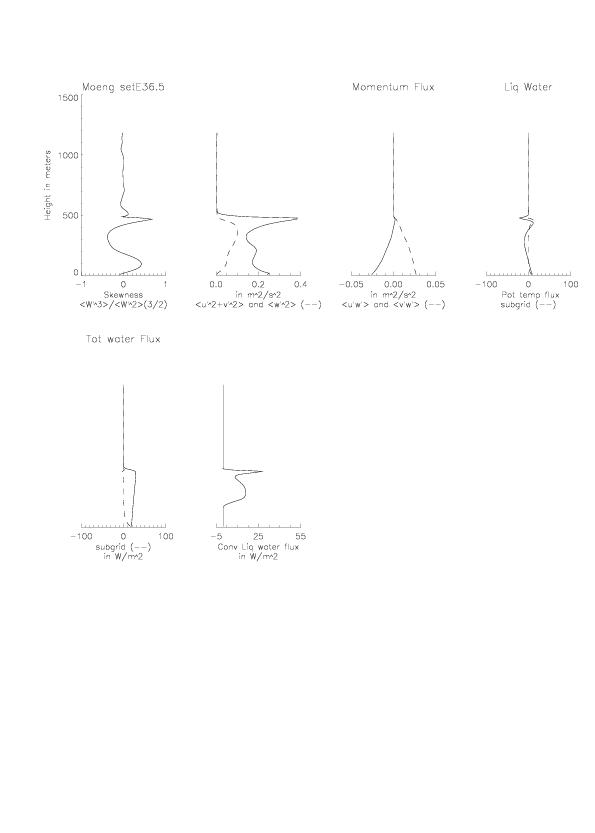 Moeng setE36.5
Momentum Flux
Liq Water
1500
1000
500
0
Height in meters
-1 0 1
Skewness
<W'^3>/<W'^2>(3/2)
0.0 0.2 0.4
in m^2/s^2
<u'^2+v'^2> and <w'^2> (--)
-0.05 0.00 0.05
in m^2/s^2
<u'w'> and <v'w'> (--)
-100 0 100
Pot temp flux
subgrid (--)
Tot water Flux
-100 0 100
subgrid (--)
in W/m^2
-5 25 55
Conv Liq water flux
in W/m^2